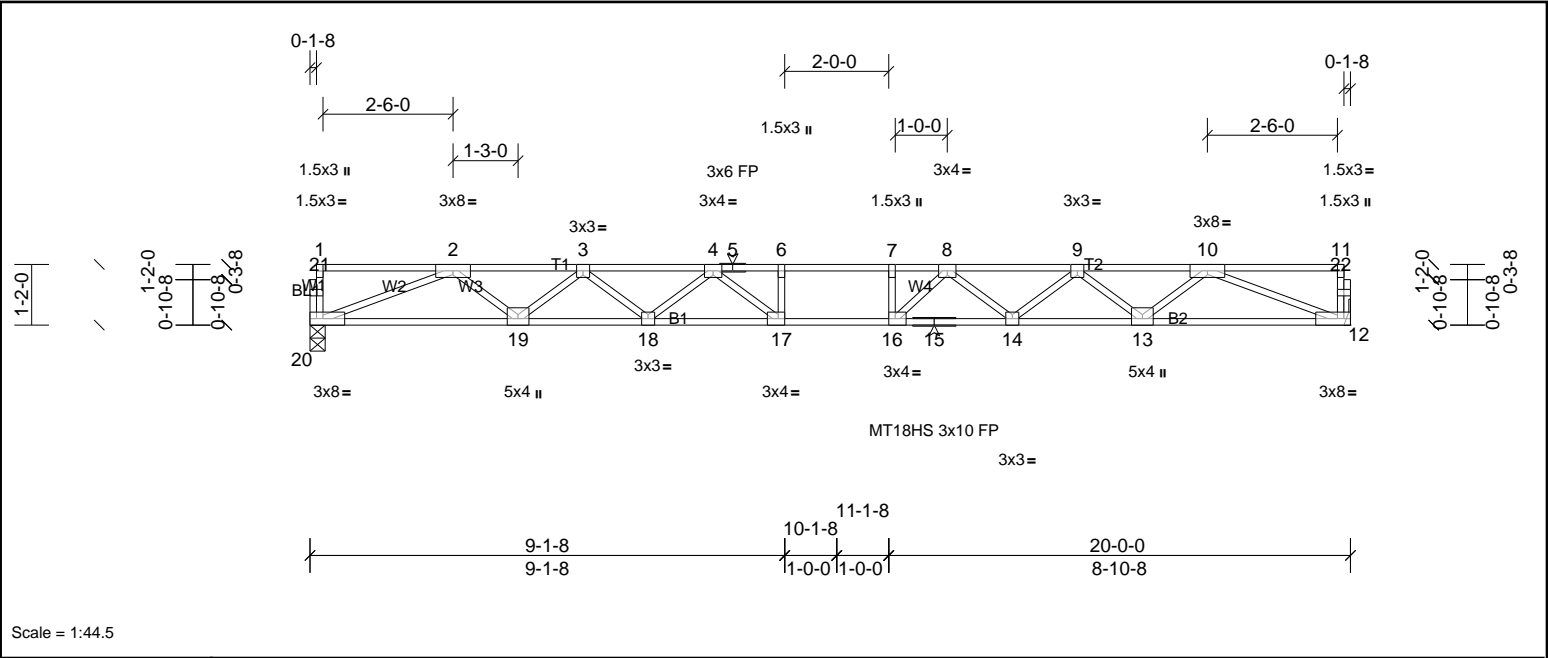 0-1-8
2-0-0
0-1-8
2-6-0
1-0-0
2-6-0
1.5x3 II
1-3-0
3x6 FP
3x4 =
1.5x3 =
1.5x3 II
1.5x3 =
3x8 =
3x4 =
1.5x3 II
3x3 =
1.5x3 II
3x3 =
3x8 =
1 2 3 4 5 6 7 8 9 10 11
21 T1 T2 22
W1 W2 W3 W4
BL
B1 B2
1-2-0
1-2-0
0-10-8
0-10-8
0-3-8
1-2-0
0-10-8
0-10-8
0-3-8
20 19 18 17 16 15 14 13 12
3x8 =
5x4 II
3x3 =
3x4 =
3x4 =
5x4 II
3x8 =
MT18HS 3x10 FP
3x3 =
11-1-8
10-1-8
9-1-8
20-0-0
9-1-8
1-0-0
1-0-0
8-10-8
Scale = 1:44.5